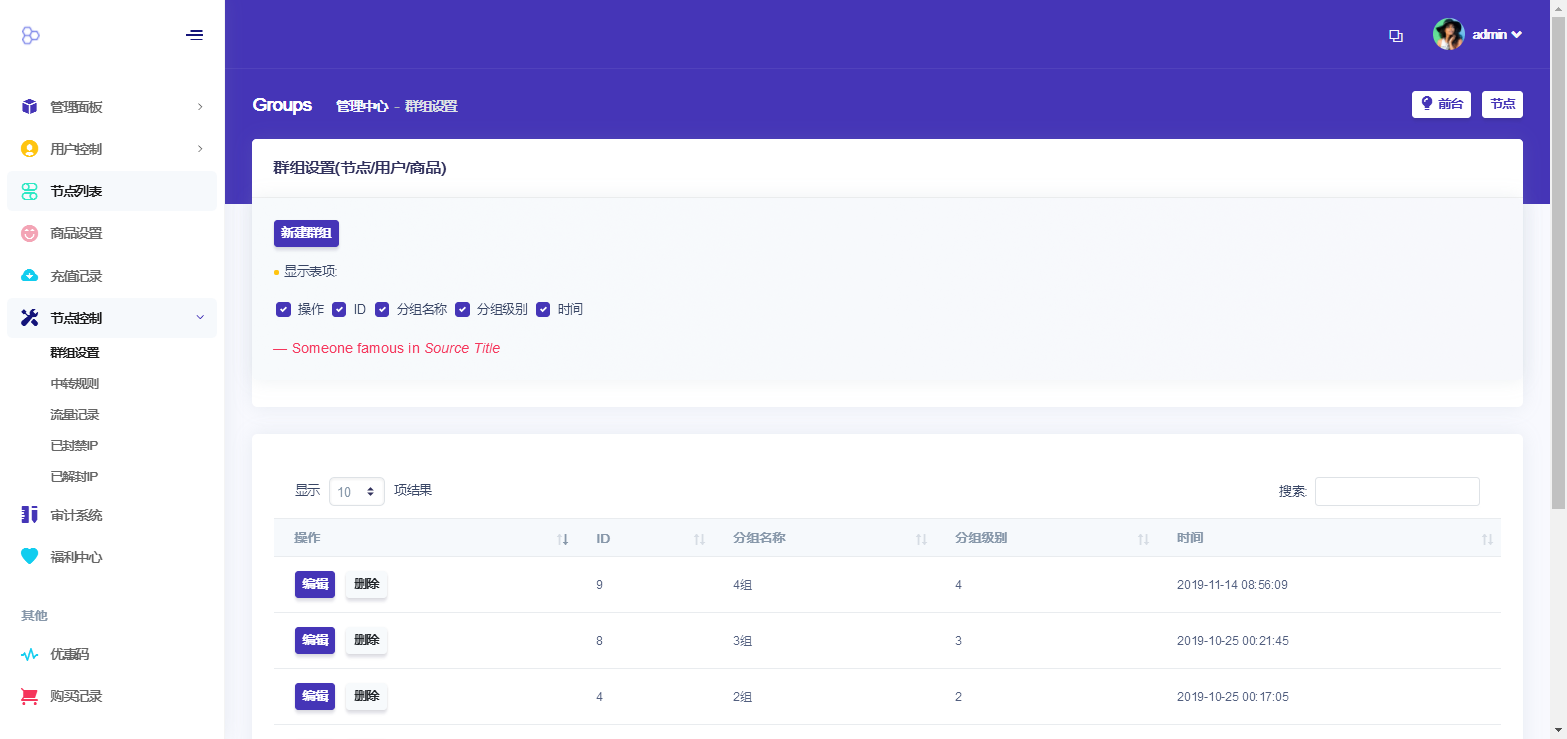 admin
Groups 管理中心 - 群组设置
前台 节点
管理面板
用户控制
节点列表
商品设置
充值记录
节点控制
群组设置
中转规则
流量记录
已封禁IP
已解封IP
审计系统
福利中心
其他
优惠码
购买记录
群组设置(节点/用户/商品)
新建群组
显示表项:
操作 ID 分组名称 分组级别 时间
— Someone famous in Source Title
显示 10 项结果
搜索:
操作 ID 分组名称 分组级别 时间
编辑 删除 9 4组 4 2019-11-14 08:56:09
编辑 删除 8 3组 3 2019-10-25 00:21:45
编辑 删除 4 2组 2 2019-10-25 00:17:05